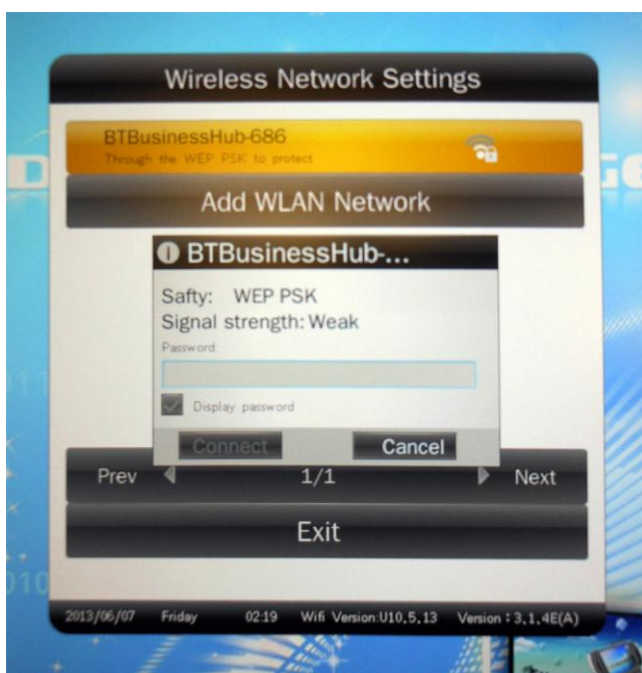 Wireless Network Settings
BTBusinessHub-686
Through the WEP PSK to protect
Add WLAN Network
BTBusinessHub-...
Safty: WEP PSK
Signal strength: Weak
Password:
Display password
Connect Cancel
Prev 1/1 Next
Exit
2013/06/07 Friday 02:19 Wifi Version:U10.5.13 Version : 3.1.4E(A)